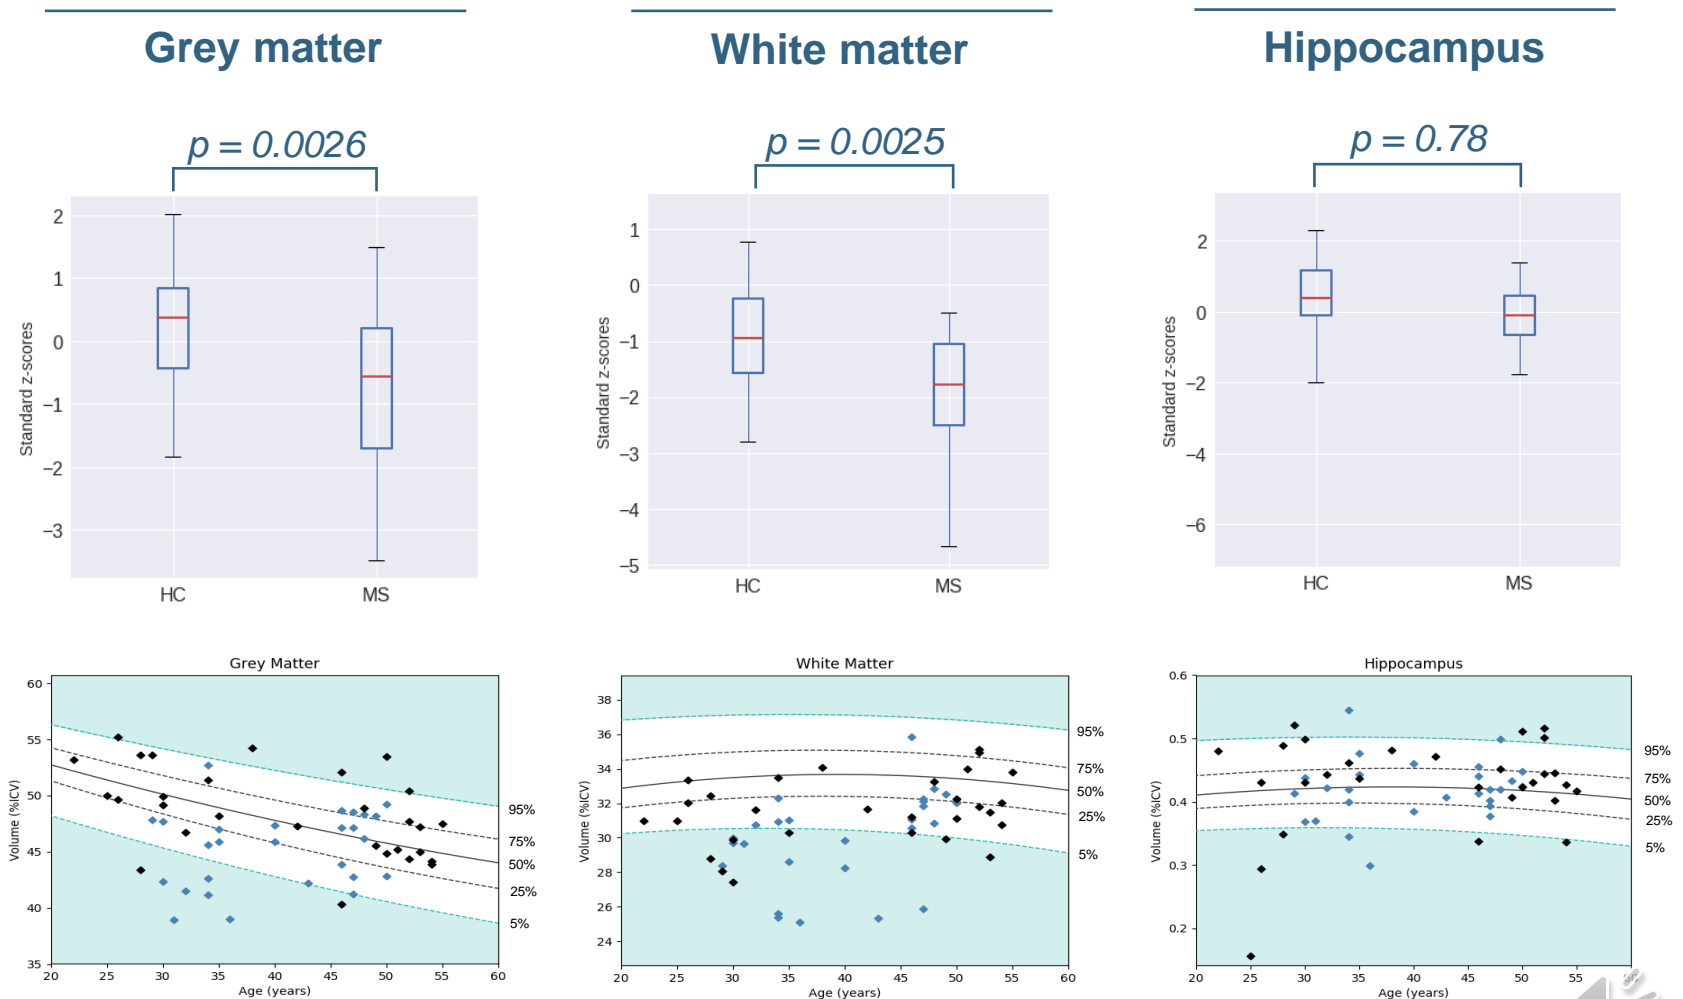 Grey matter
White matter
Hippocampus
p = 0.0026
p = 0.0025
p = 0.78
Standard z-scores
2
1
0
−1
−2
−3
HC
MS
Standard z-scores
1
0
−1
−2
−3
−4
−5
HC
MS
Standard z-scores
2
0
−2
−4
−6
HC
MS
Grey Matter
Volume (%ICV)
60
55
50
45
40
35
95%
75%
50%
25%
5%
20 25 30 35 40 45 50 55 60
Age (years)
White Matter
Volume (%ICV)
38
36
34
32
30
28
26
24
95%
75%
50%
25%
5%
20 25 30 35 40 45 50 55 60
Age (years)
Hippocampus
Volume (%ICV)
0.6
0.5
0.4
0.3
0.2
95%
75%
50%
25%
5%
20 25 30 35 40 45 50 55
Age (years)